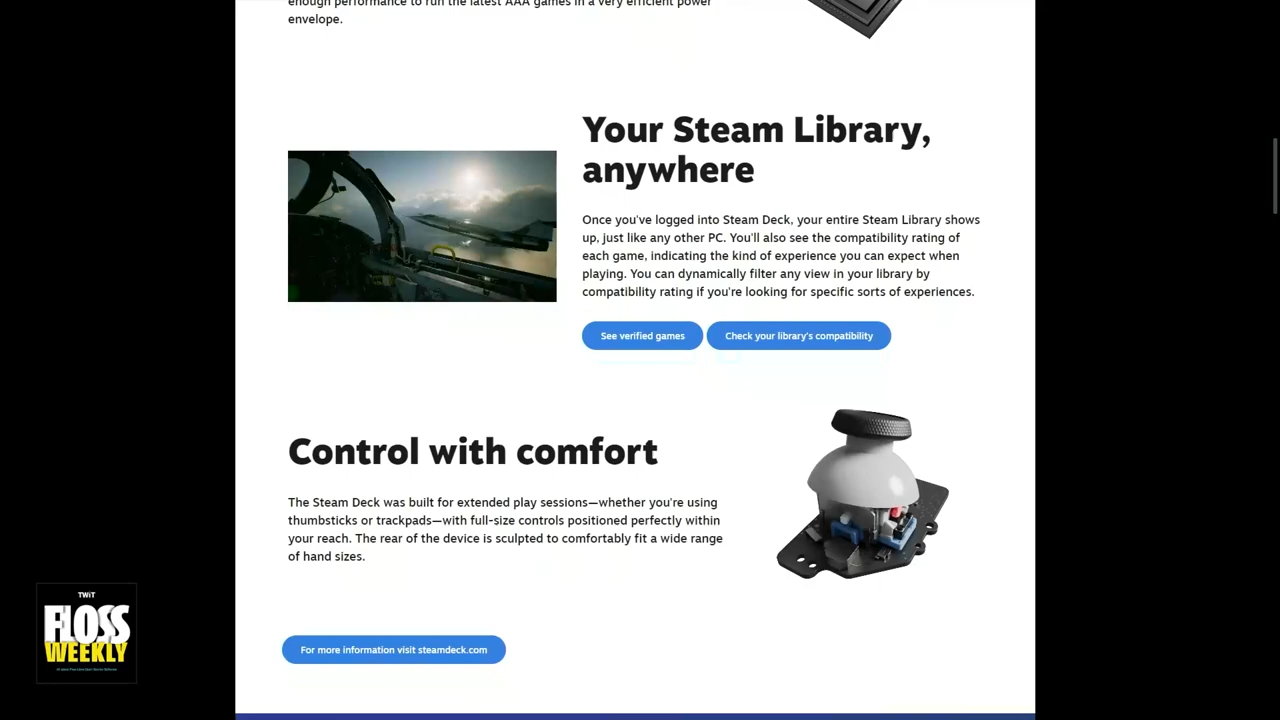 enough performance to run the latest AAA games in a very efficient power
envelope.
Your Steam Library,
anywhere
Once you've logged into Steam Deck, your entire Steam Library shows
up, just like any other PC. You'll also see the compatibility rating of
each game, indicating the kind of experience you can expect when
playing. You can dynamically filter any view in your library by
compatibility rating if you're looking for specific sorts of experiences.
See verified games
Check your library's compatibility
Control with comfort
The Steam Deck was built for extended play sessions—whether you're using
thumbsticks or trackpads—with full-size controls positioned perfectly within
your reach. The rear of the device is sculpted to comfortably fit a wide range
of hand sizes.
For more information visit steamdeck.com
TWiT
FLOSS
WEEKLY